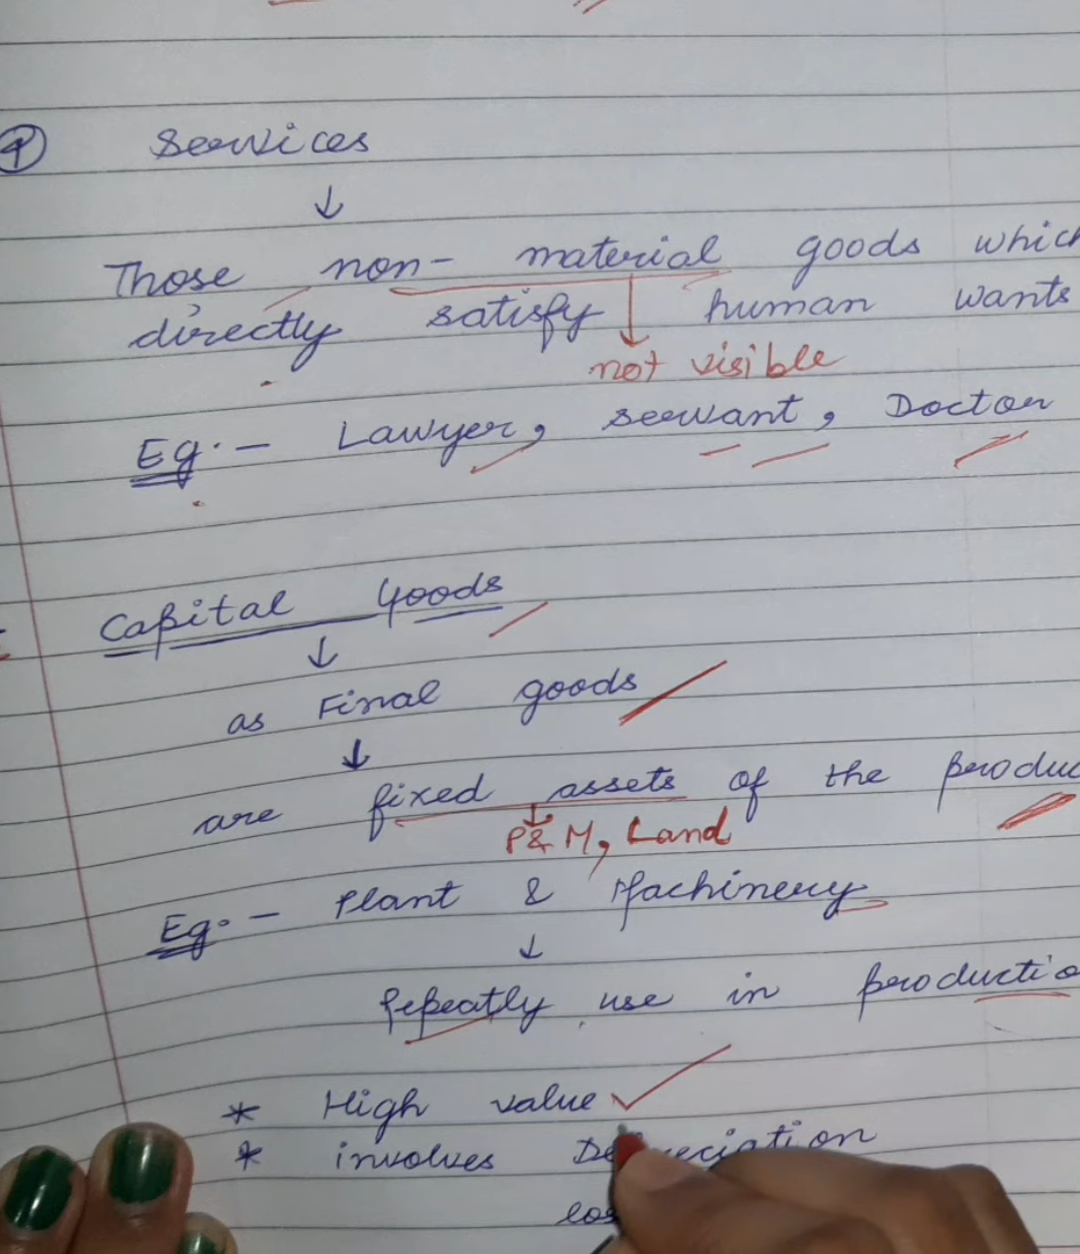 ④ Services
↓
Those non- material goods which
directly satisfy human wants
not visible
Eg:- Lawyer, servant, Doctor
Capital Goods
↓
as Final goods
↓
are fixed assets of the produc
P& M, Land
Eg:- Plant & Machinery
↓
Repeatly use in productio
* High value ✓
* involves